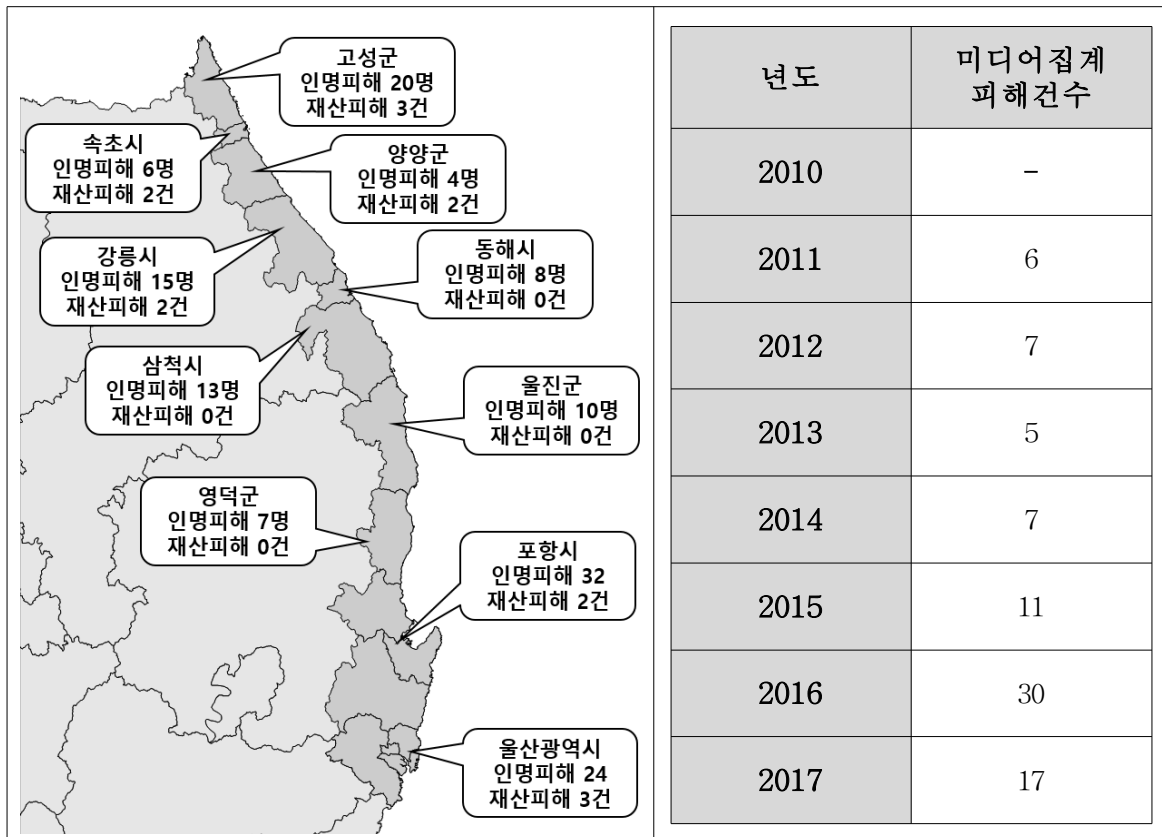 고성군
인명피해 20명
재산피해 3건
속초시
인명피해 6명
재산피해 2건
양양군
인명피해 4명
재산피해 2건
강릉시
인명피해 15명
재산피해 2건
동해시
인명피해 8명
재산피해 0건
삼척시
인명피해 13명
재산피해 0건
울진군
인명피해 10명
재산피해 0건
영덕군
인명피해 7명
재산피해 0건
포항시
인명피해 32
재산피해 2건
울산광역시
인명피해 24
재산피해 3건
년도
미디어집계
피해건수
2010 -
2011 6
2012 7
2013 5
2014 7
2015 11
2016 30
2017 17